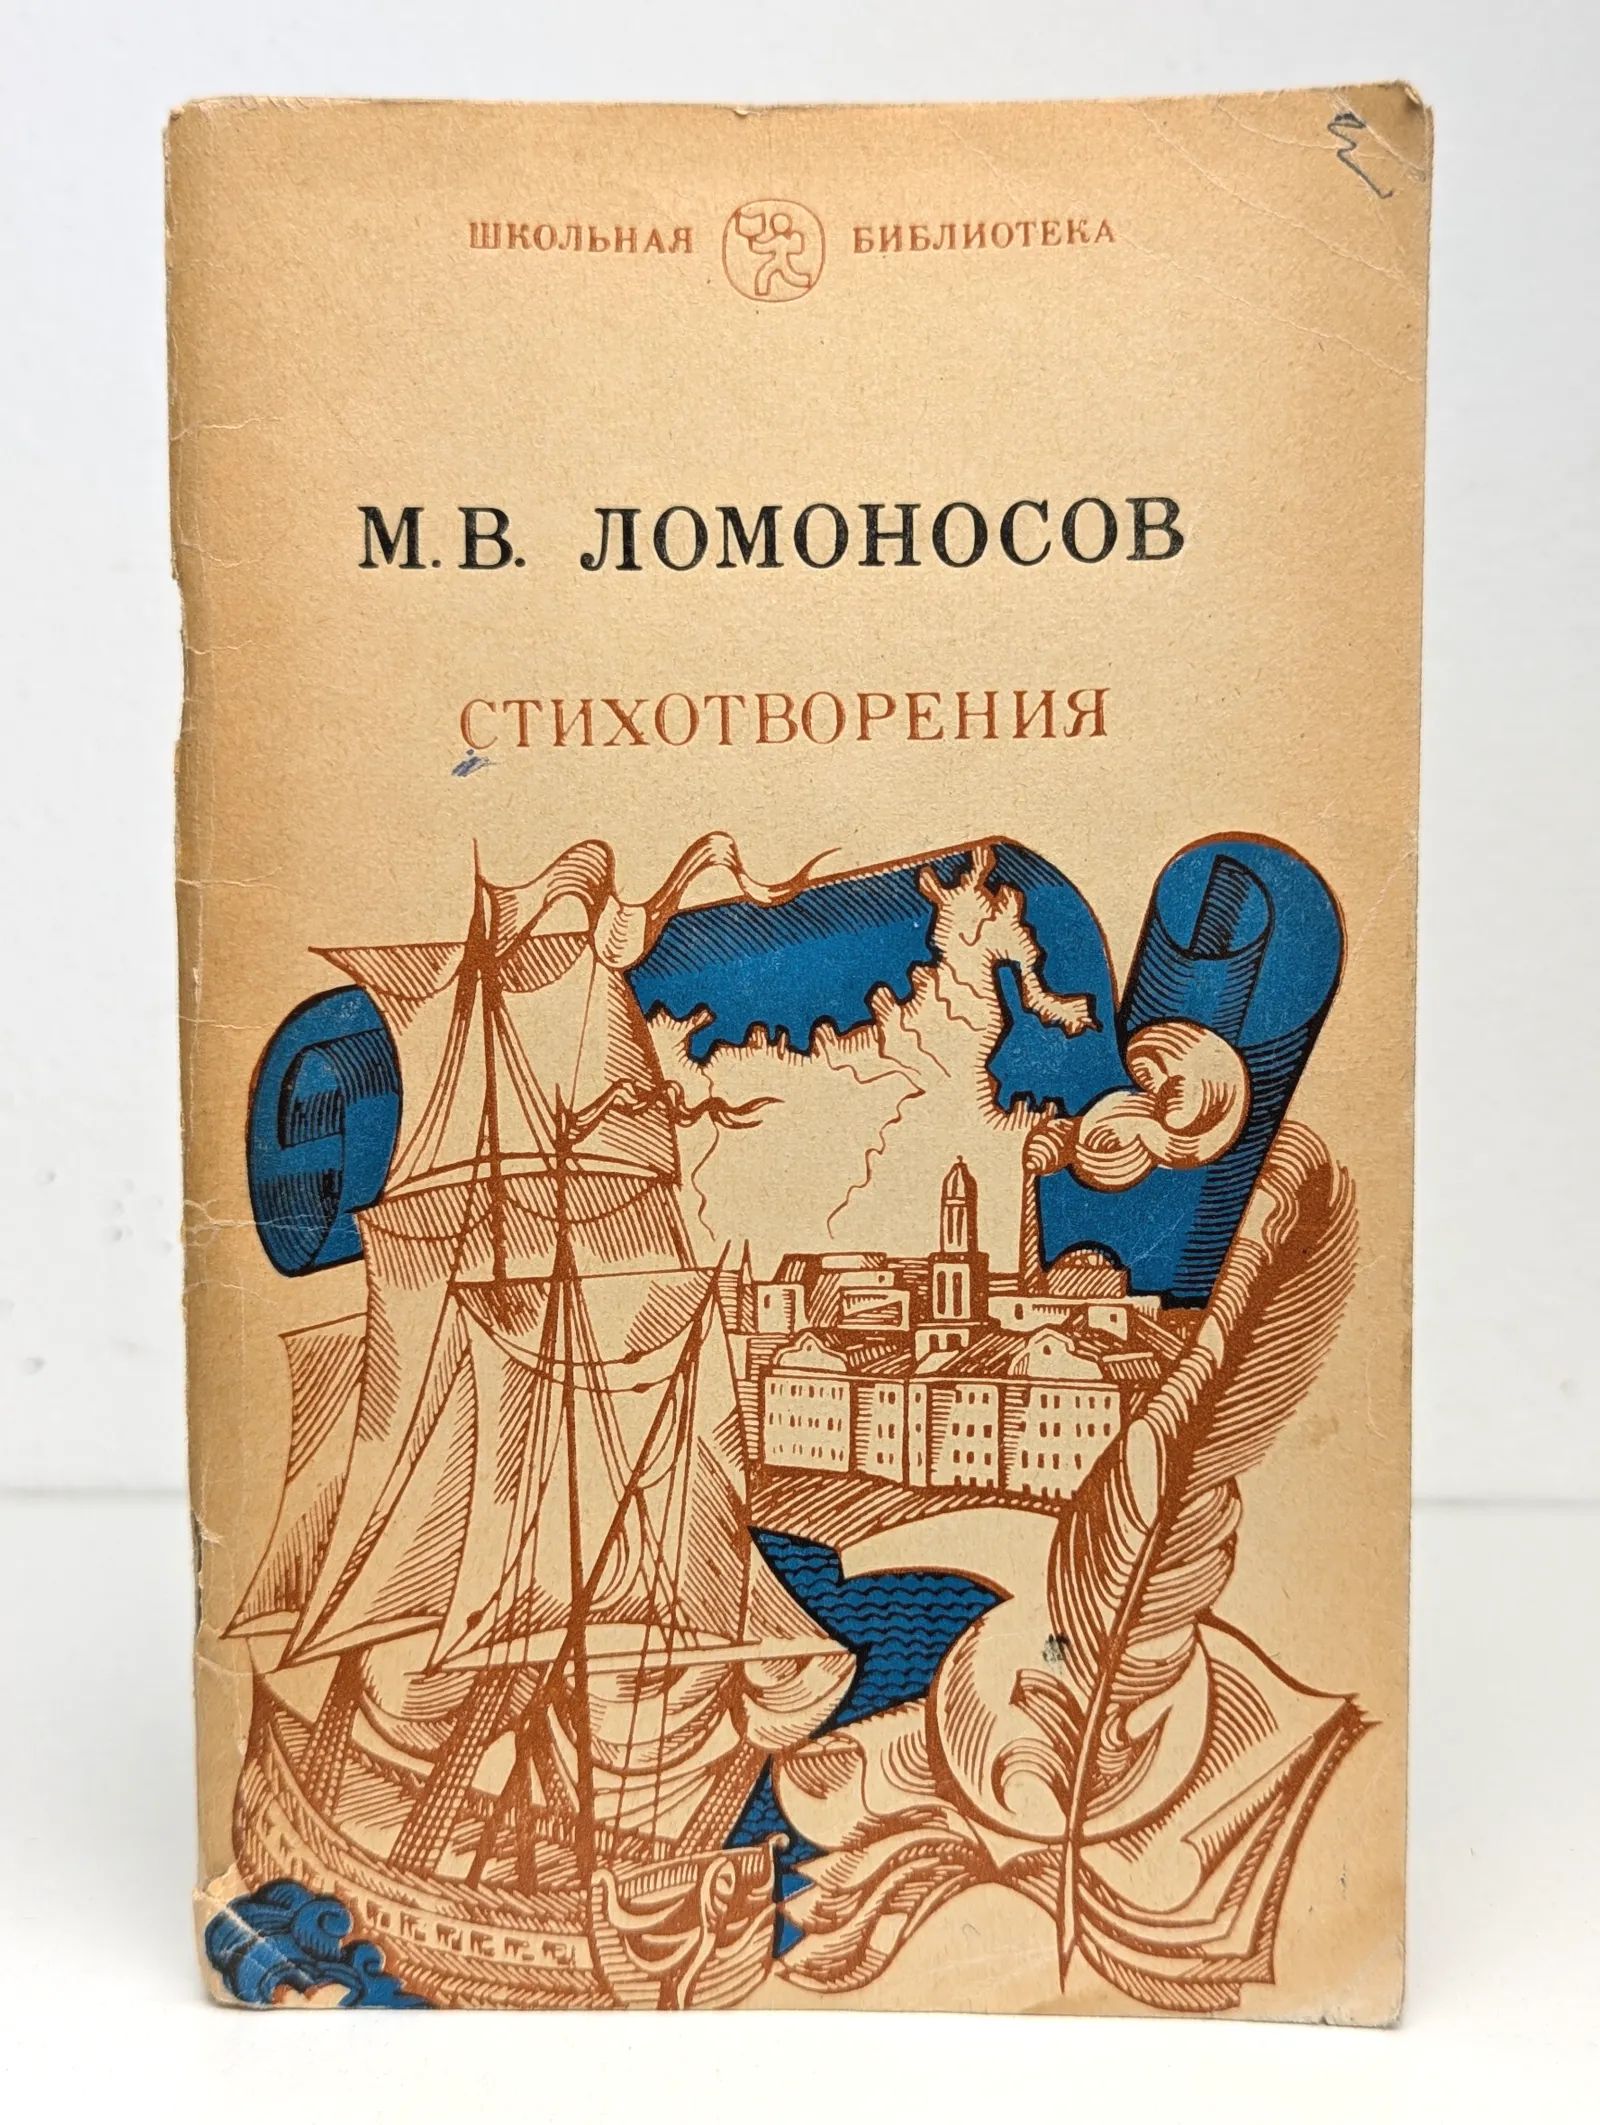 ШКОЛЬНАЯ БИБЛИОТЕКА
М. В. ЛОМОНОСОВ
СТИХОТВОРЕНИЯ